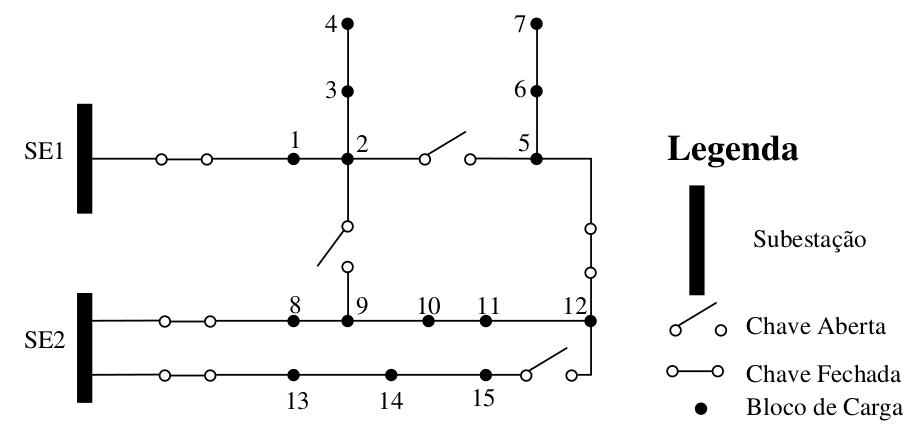 4
7
3
6
SE1
1
2
5
Legenda
Subestação
8
9
10
11
12
SE2
Chave Aberta
13
14
15
Chave Fechada
Bloco de Carga